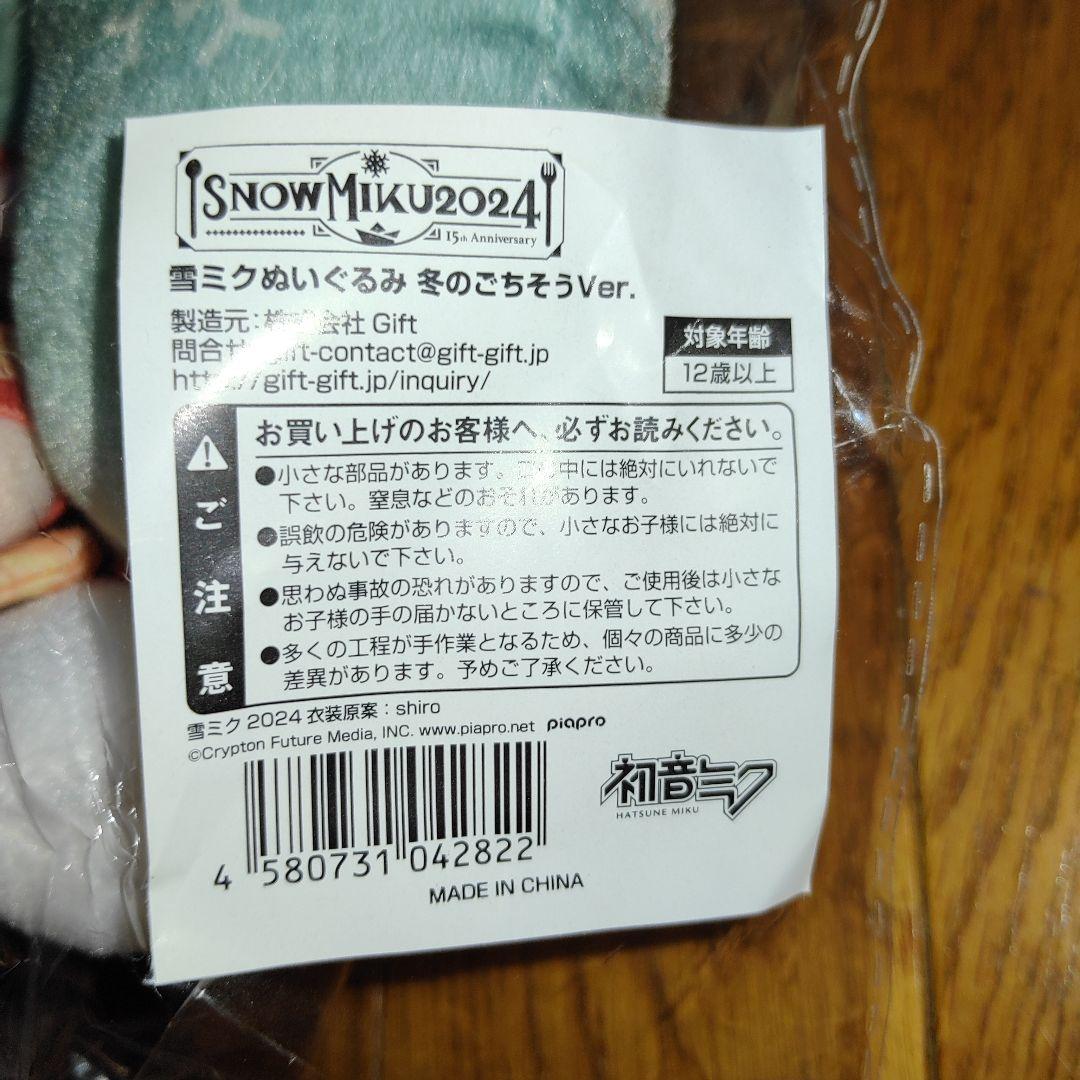 SNOW MIKU2024
15th Anniversary
雪ミクぬいぐるみ 冬のごちそうVer.
製造元：株式会社 Gift
問合せ gift-contact@gift-gift.jp
gift-gift.jp/inquiry/
対象年齢
12歳以上
ご注意
お買い上げのお客様へ、必ずお読みください。
●小さな部品があります。口の中には絶対にいれないで
下さい。窒息などのおそれがあります。
●誤飲の危険がありますので、小さなお子様には絶対に
与えないで下さい。
●思わぬ事故の恐れがありますので、ご使用後は小さな
お子様の手の届かないところに保管して下さい。
●多くの工程が手作業となるため、個々の商品に多少の
差異があります。予めご了承ください。
雪ミク 2024 衣装原案：shiro
©Crypton Future Media, INC. www.piapro.net piapro
初音ミク
HATSUNE MIKU
4 580731 042822
MADE IN CHINA